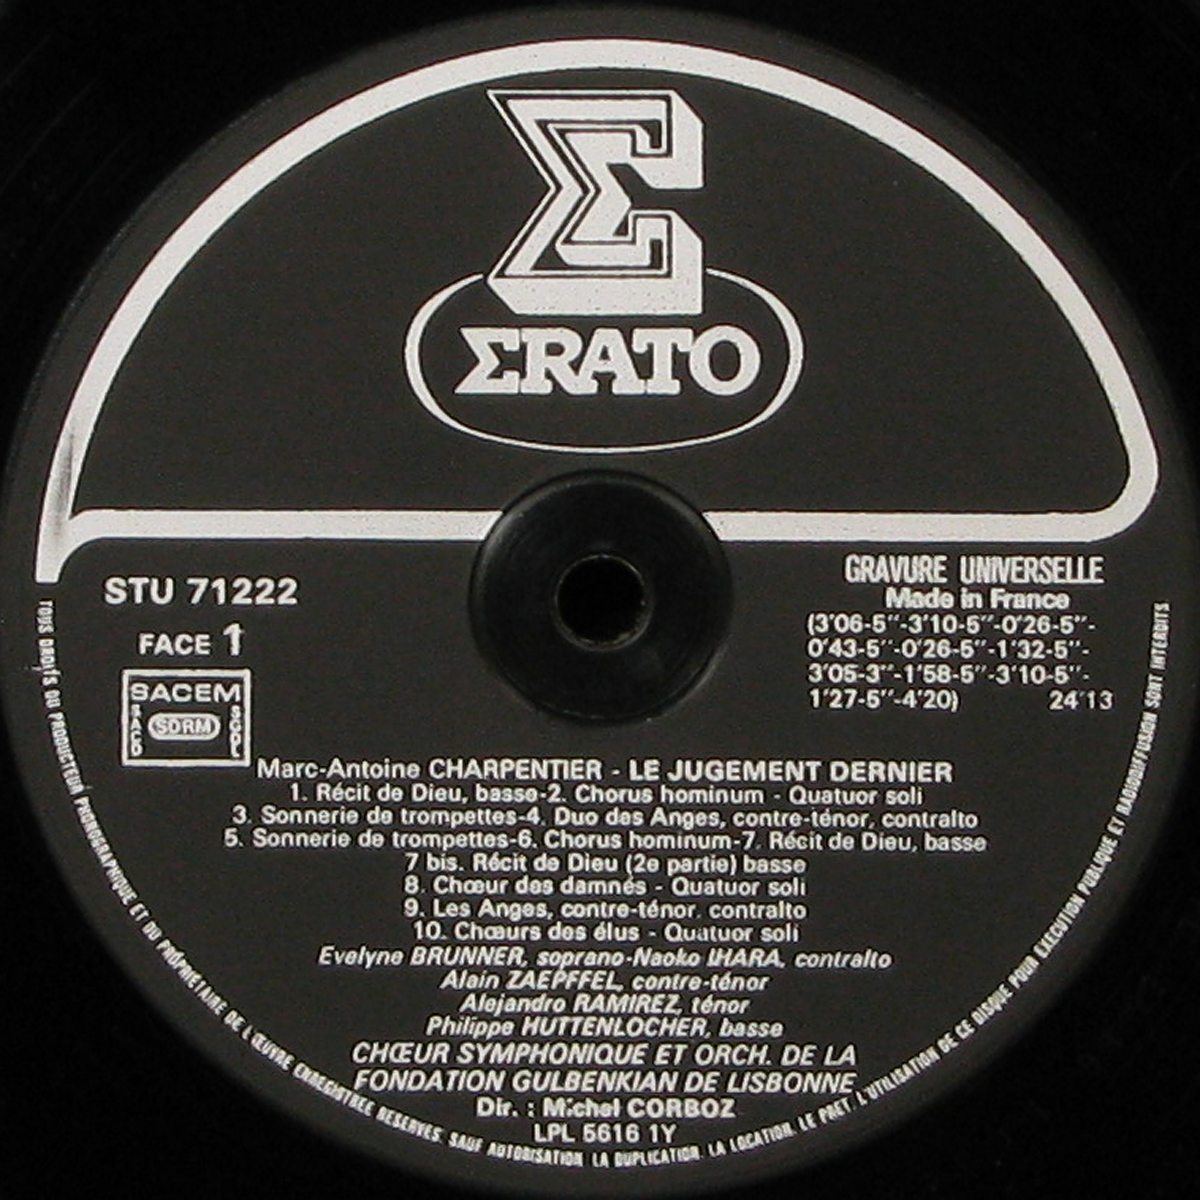 Σ
ΣRATO
STU 71222
FACE 1
SACEM
SACD
SDRM
SGDL
GRAVURE UNIVERSELLE
Made in France
(3'06-5''-3'10-5''-0'26-5''-
0'43-5''-0'26-5''-1'32-5''-
3'05-3''-1'58-5''-3'10-5''-
1'27-5''-4'20) 24'13
Marc-Antoine CHARPENTIER - LE JUGEMENT DERNIER
1. Récit de Dieu, basse-2. Chorus hominum - Quatuor soli
3. Sonnerie de trompettes-4. Duo des Anges, contre-ténor, contralto
5. Sonnerie de trompettes-6. Chorus hominum-7. Récit de Dieu, basse
7 bis. Récit de Dieu (2e partie) basse
8. Chœur des damnés - Quatuor soli
9. Les Anges, contre-ténor, contralto
10. Chœurs des élus - Quatuor soli
Evelyne BRUNNER, soprano-Naoko IHARA, contralto
Alain ZAEPFFEL, contre-ténor
Alejandro RAMIREZ, ténor
Philippe HUTTENLOCHER, basse
CHŒUR SYMPHONIQUE ET ORCH. DE LA
FONDATION GULBENKIAN DE LISBONNE
Dir. : Michel CORBOZ
LPL 5616 1Y
TOUS DROITS DU PRODUCTEUR PHONOGRAPHIQUE ET DU PROPRIETAIRE DE L'ŒUVRE ENREGISTREE RESERVES. SAUF AUTORISATION LA DUPLICATION, LA LOCATION, LE PRET, L'UTILISATION DE CE DISQUE POUR EXECUTION PUBLIQUE ET RADIODIFFUSION SONT INTERDITS